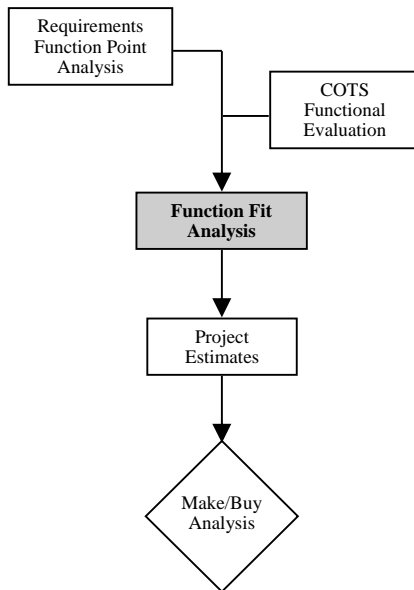 Requirements
Function Point
Analysis
COTS
Functional
Evaluation
Function Fit
Analysis
Project
Estimates
Make/Buy
Analysis